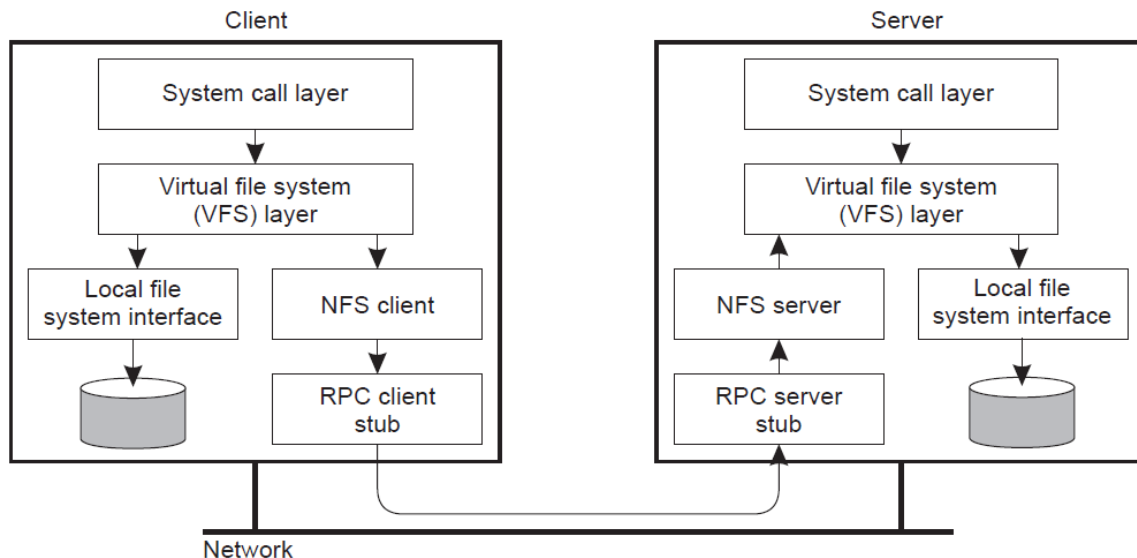 Client
Server
System call layer
System call layer
Virtual file system
(VFS) layer
Virtual file system
(VFS) layer
Local file
system interface
NFS client
NFS server
Local file
system interface
RPC client
stub
RPC server
stub
Network